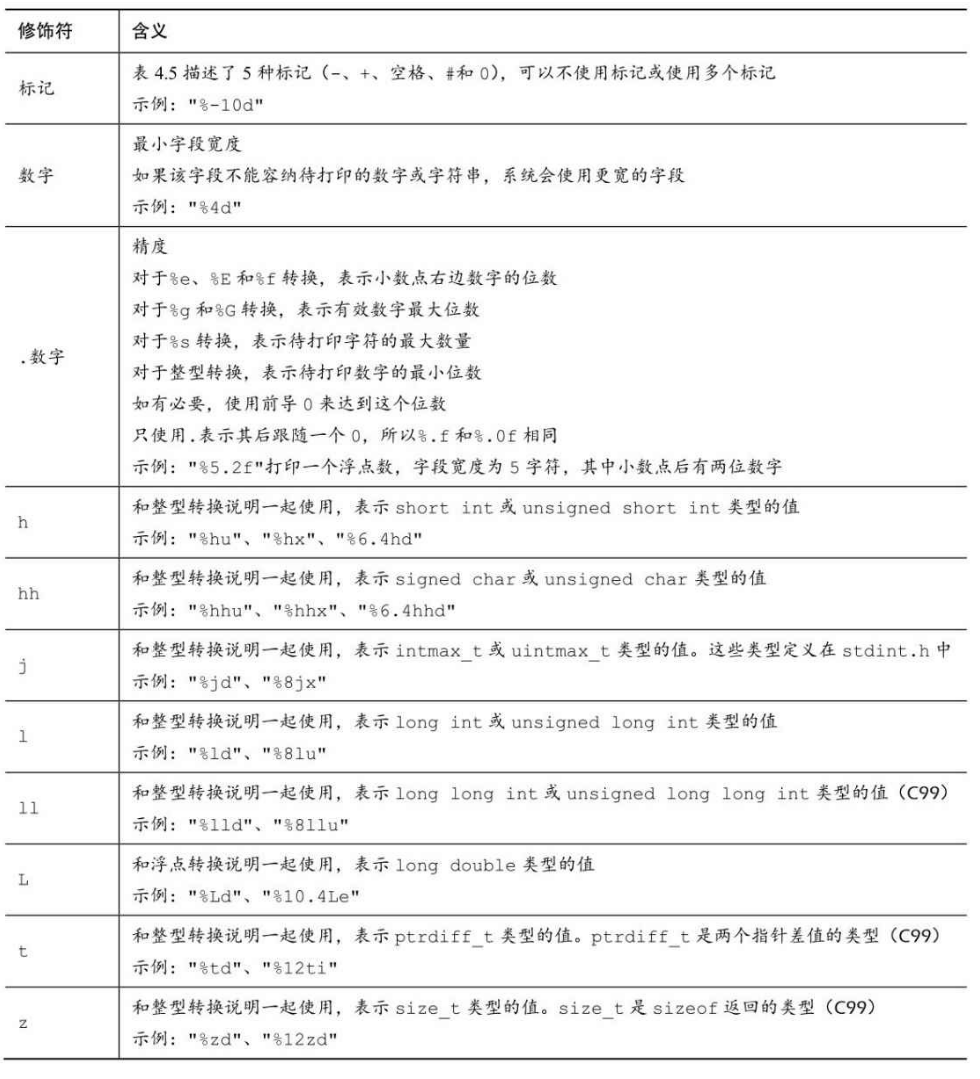 修饰符 含义
标记
表 4.5 描述了 5 种标记（-、+、空格、#和 0），可以不使用标记或使用多个标记
示例："%-10d"
数字
最小字段宽度
如果该字段不能容纳待打印的数字或字符串，系统会使用更宽的字段
示例："%4d"
.数字
精度
对于%e、%E 和%f 转换，表示小数点右边数字的位数
对于%g 和%G 转换，表示有效数字最大位数
对于%s 转换，表示待打印字符的最大数量
对于整型转换，表示待打印数字的最小位数
如有必要，使用前导 0 来达到这个位数
只使用.表示其后跟随一个 0，所以%.f 和%.0f 相同
示例："%5.2f"打印一个浮点数，字段宽度为 5 字符，其中小数点后有两位数字
h
和整型转换说明一起使用，表示 short int 或 unsigned short int 类型的值
示例："%hu"、"%hx"、"%6.4hd"
hh
和整型转换说明一起使用，表示 signed char 或 unsigned char 类型的值
示例："%hhu"、"%hhx"、"%6.4hhd"
j
和整型转换说明一起使用，表示 intmax_t 或 uintmax_t 类型的值。这些类型定义在 stdint.h 中
示例："%jd"、"%8jx"
l
和整型转换说明一起使用，表示 long int 或 unsigned long int 类型的值
示例："%ld"、"%8lu"
ll
和整型转换说明一起使用，表示 long long int 或 unsigned long long int 类型的值（C99）
示例："%lld"、"%8llu"
L
和浮点转换说明一起使用，表示 long double 类型的值
示例："%Ld"、"%10.4Le"
t
和整型转换说明一起使用，表示 ptrdiff_t 类型的值。ptrdiff_t 是两个指针差值的类型（C99）
示例："%td"、"%12ti"
z
和整型转换说明一起使用，表示 size_t 类型的值。size_t 是 sizeof 返回的类型（C99）
示例："%zd"、"%12zd"